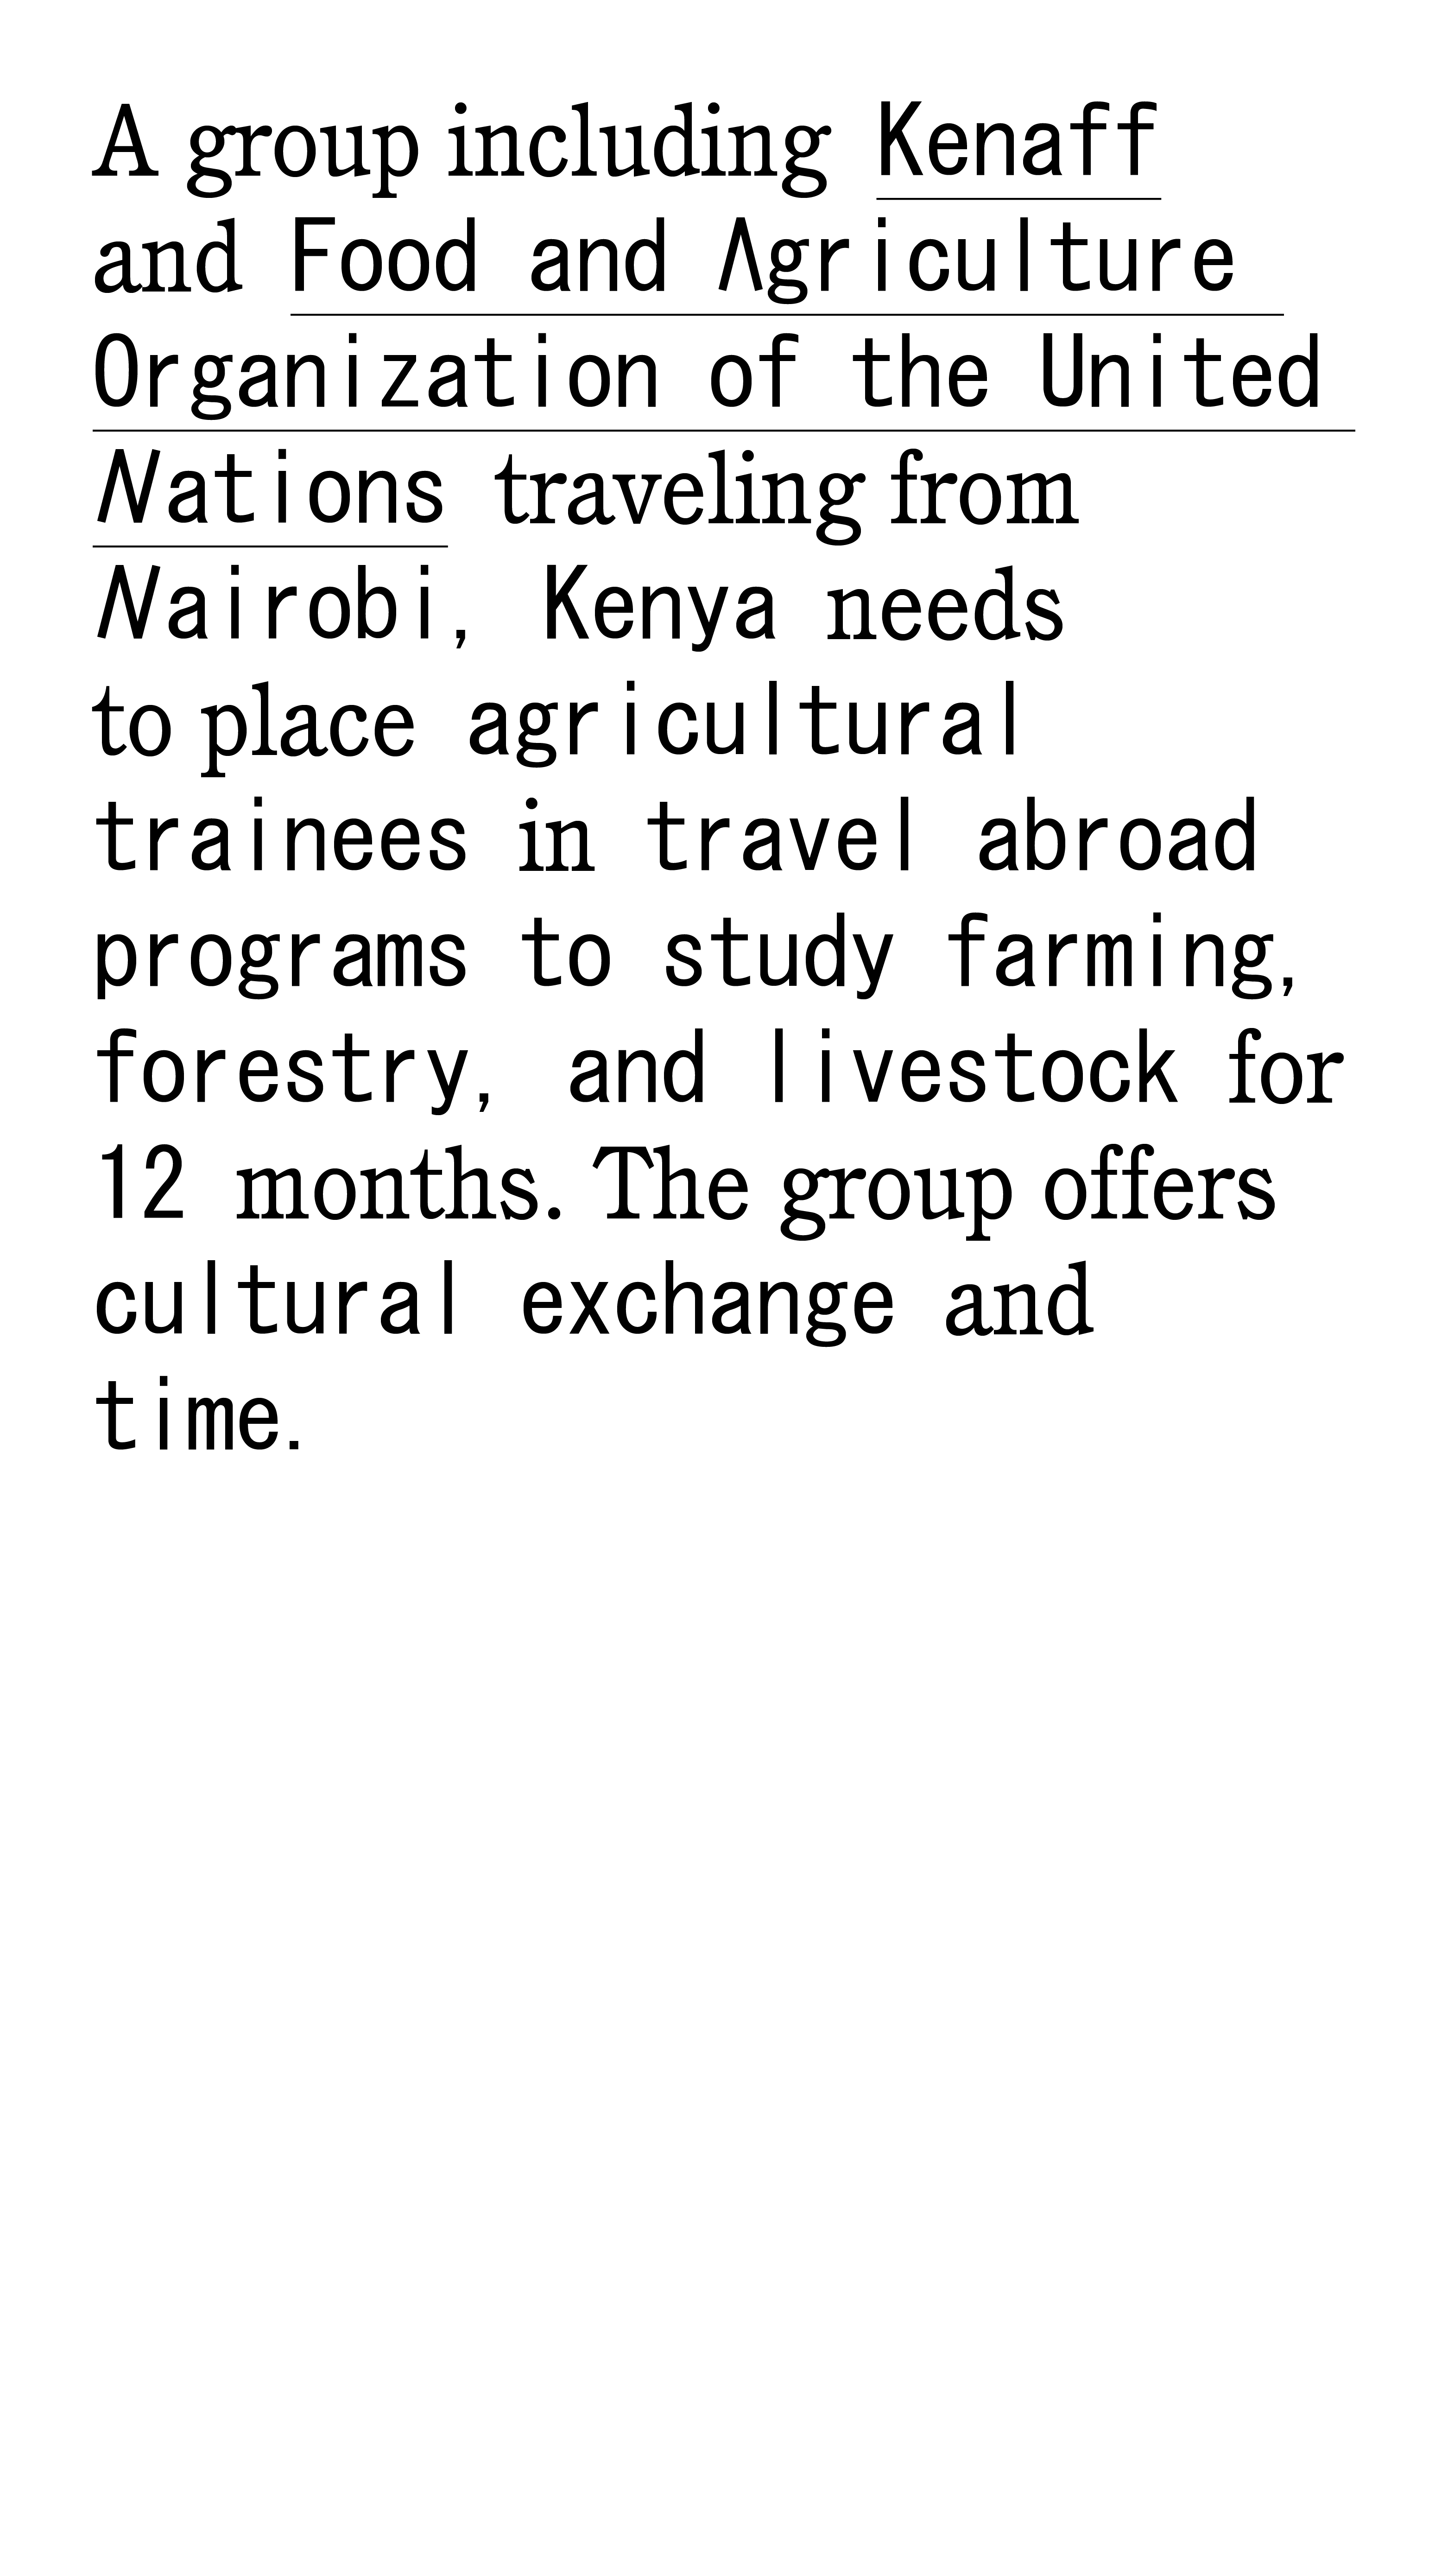 A group including Kenaff
and Food and Agriculture
Organization of the United
Nations traveling from
Nairobi, Kenya needs
to place agricultural
trainees in travel abroad
programs to study farming,
forestry, and livestock for
12 months. The group offers
cultural exchange and
time.